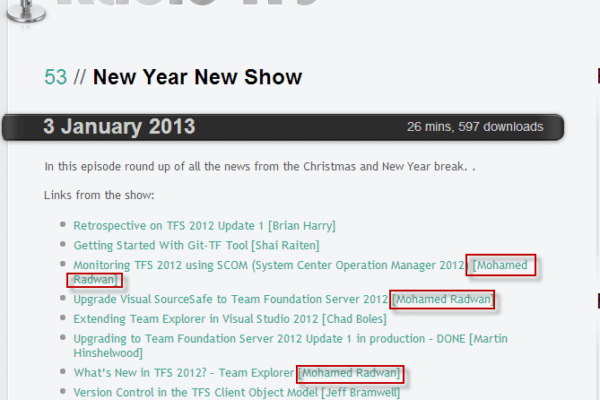 Radio TFS
53 // New Year New Show
3 January 2013
26 mins, 597 downloads
In this episode round up of all the news from the Christmas and New Year break. .
Links from the show:
Retrospective on TFS 2012 Update 1 [Brian Harry]
Getting Started With Git-TF Tool [Shai Raiten]
Monitoring TFS 2012 using SCOM (System Center Operation Manager 2012) [Mohamed
Radwan]
Upgrade Visual SourceSafe to Team Foundation Server 2012 [Mohamed Radwan]
Extending Team Explorer in Visual Studio 2012 [Chad Boles]
Upgrading to Team Foundation Server 2012 Update 1 in production - DONE [Martin
Hinshelwood]
What's New in TFS 2012? - Team Explorer [Mohamed Radwan]
Version Control in the TFS Client Object Model [Jeff Bramwell]